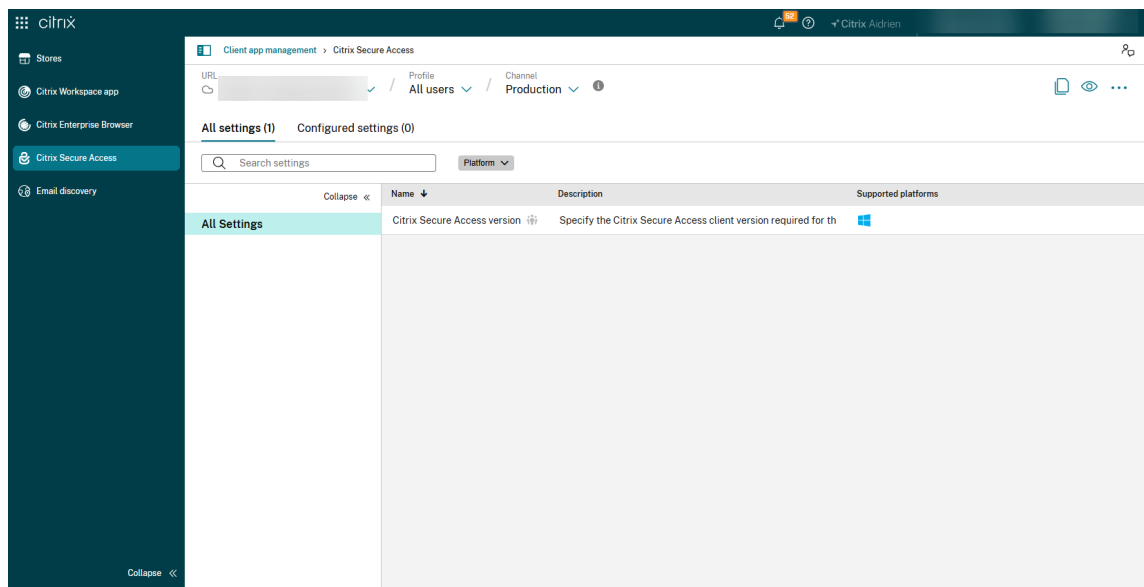 citrix
52
Citrix Aidrien
Stores
Citrix Workspace app
Citrix Enterprise Browser
Citrix Secure Access
Email discovery
Collapse
Client app management > Citrix Secure Access
URL
Profile
All users
Channel
Production
All settings (1)
Configured settings (0)
Search settings
Platform
Collapse
All Settings
Name
Description
Supported platforms
Citrix Secure Access version
Specify the Citrix Secure Access client version required for th